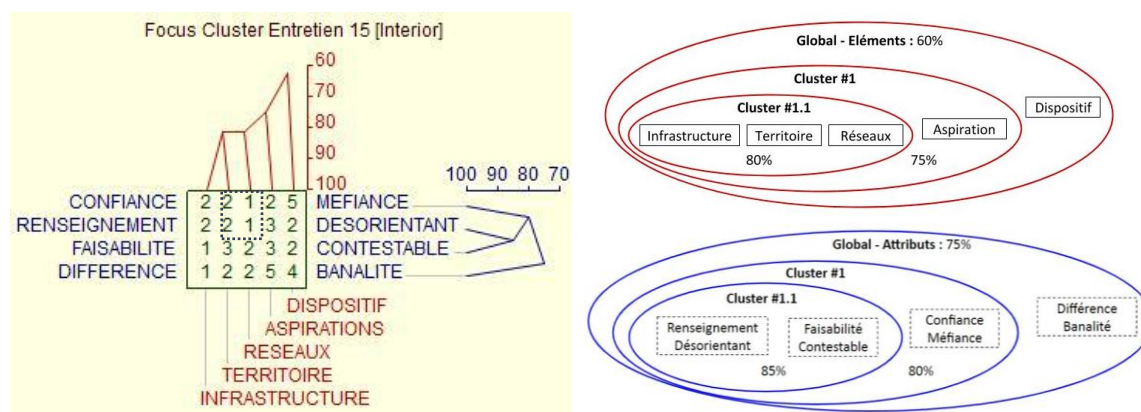 Focus Cluster Entretien 15 [Interior]
60
70
80
90
100
100 90 80 70
CONFIANCE 2 2 1 2 5 MEFIANCE
RENSEIGNEMENT 2 2 1 3 2 DESORIENTANT
FAISABILITE 1 3 2 3 2 CONTESTABLE
DIFFERENCE 1 2 2 5 4 BANALITE
DISPOSITIF
ASPIRATIONS
RESEAUX
TERRITOIRE
INFRASTRUCTURE
Global - Eléments : 60%
Cluster #1
Cluster #1.1
Dispositif
Infrastructure Territoire Réseaux Aspiration
80% 75%
Global - Attributs : 75%
Cluster #1
Cluster #1.1
Différence
Banalité
Confiance
Méfiance
Renseignement
Désorientant
Faisabilité
Contestable
85% 80%